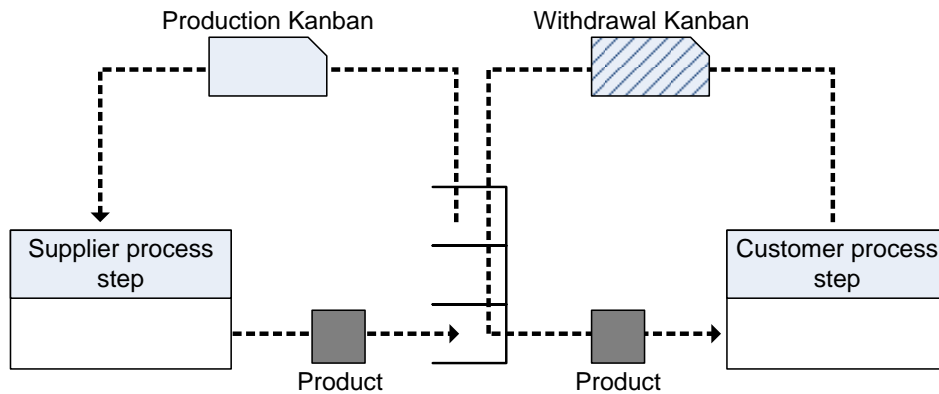 Production Kanban
Withdrawal Kanban
Supplier process
step
Customer process
step
Product
Product